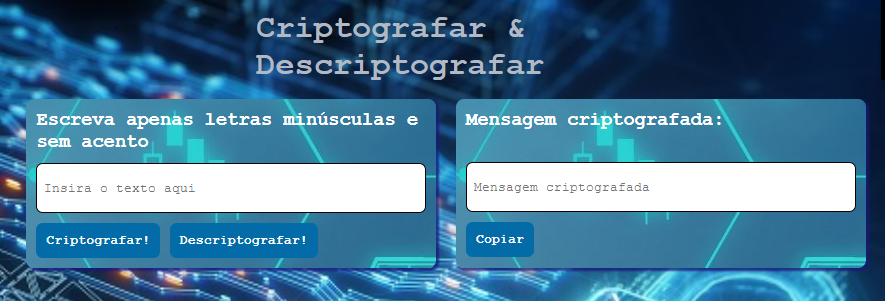 Criptografar &
Descriptografar
Escreva apenas letras minúsculas e
sem acento
Insira o texto aqui
Criptografar!
Descriptografar!
Mensagem criptografada:
Mensagem criptografada
Copiar